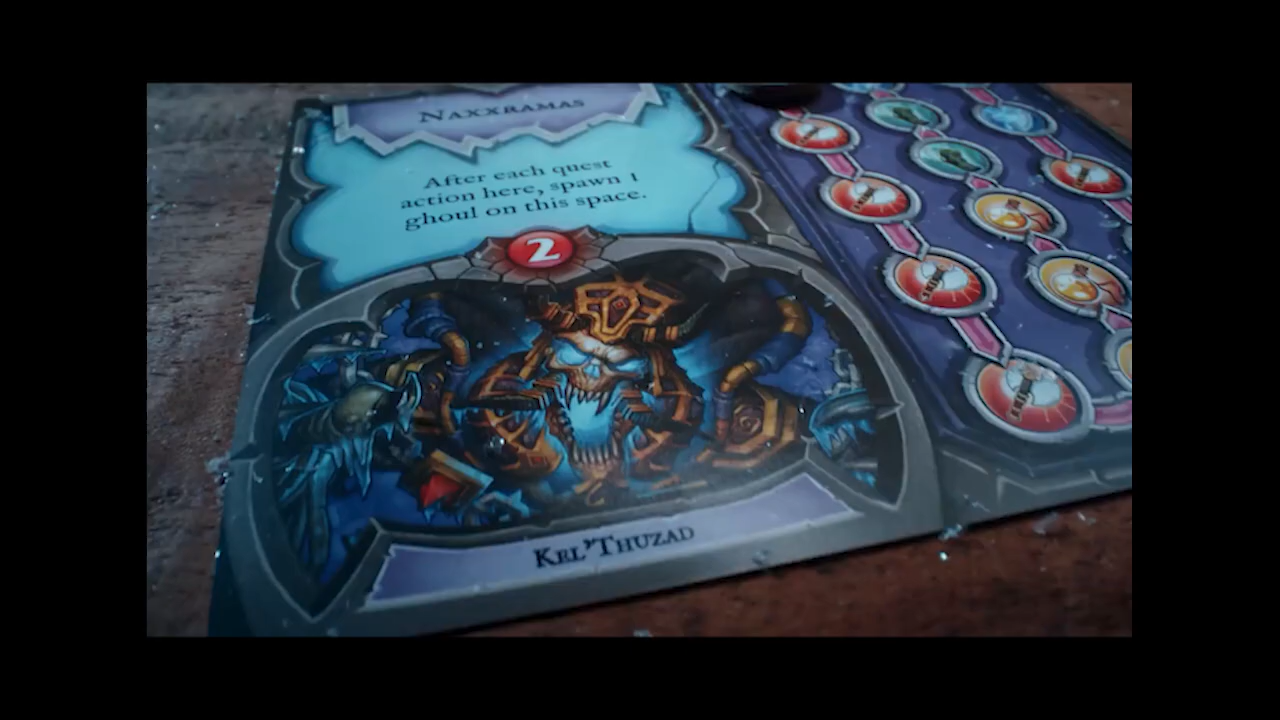 Naxxramas
After each quest
action here, spawn 1
ghoul on this space.
2
Kel'Thuzad